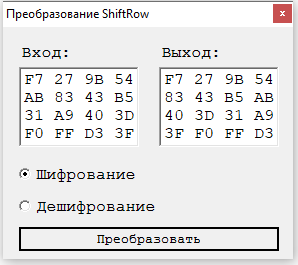 Преобразование ShiftRow x
Вход: Выход:
F7 27 9B 54 F7 27 9B 54
AB 83 43 B5 83 43 B5 AB
31 A9 40 3D 40 3D 31 A9
F0 FF D3 3F 3F F0 FF D3
Шифрование
Дешифрование
Преобразовать